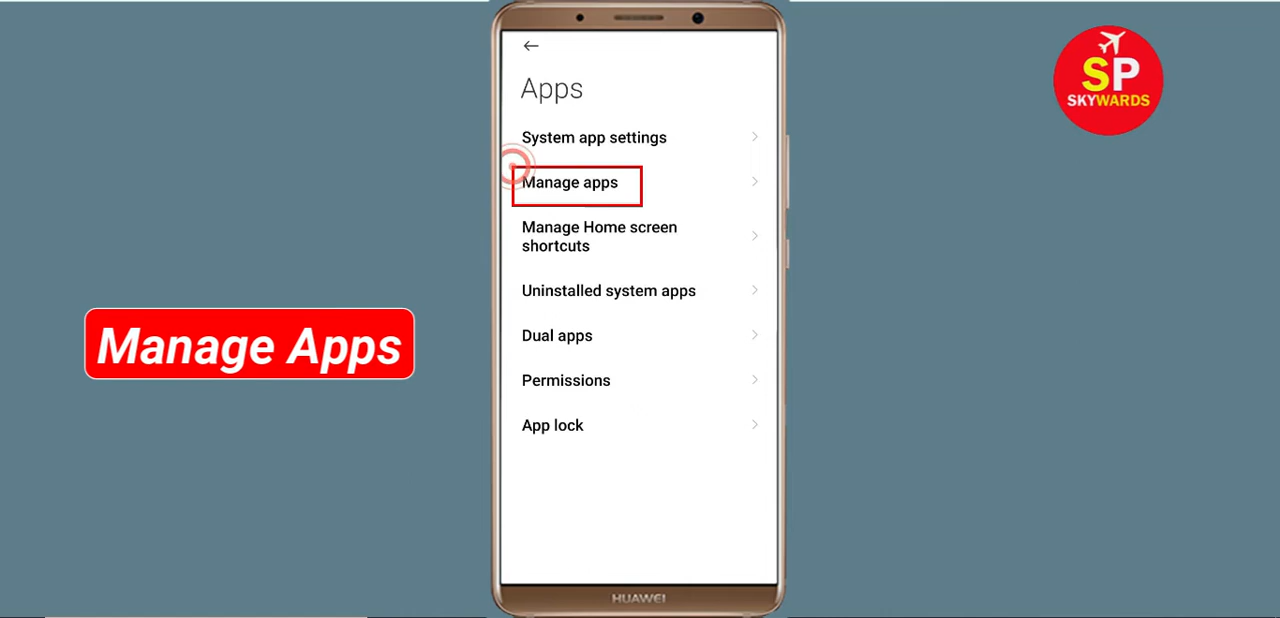 Apps
System app settings
Manage apps
Manage Home screen
shortcuts
Uninstalled system apps
Dual apps
Permissions
App lock
HUAWEI
Manage Apps
SP
SKYWARDS